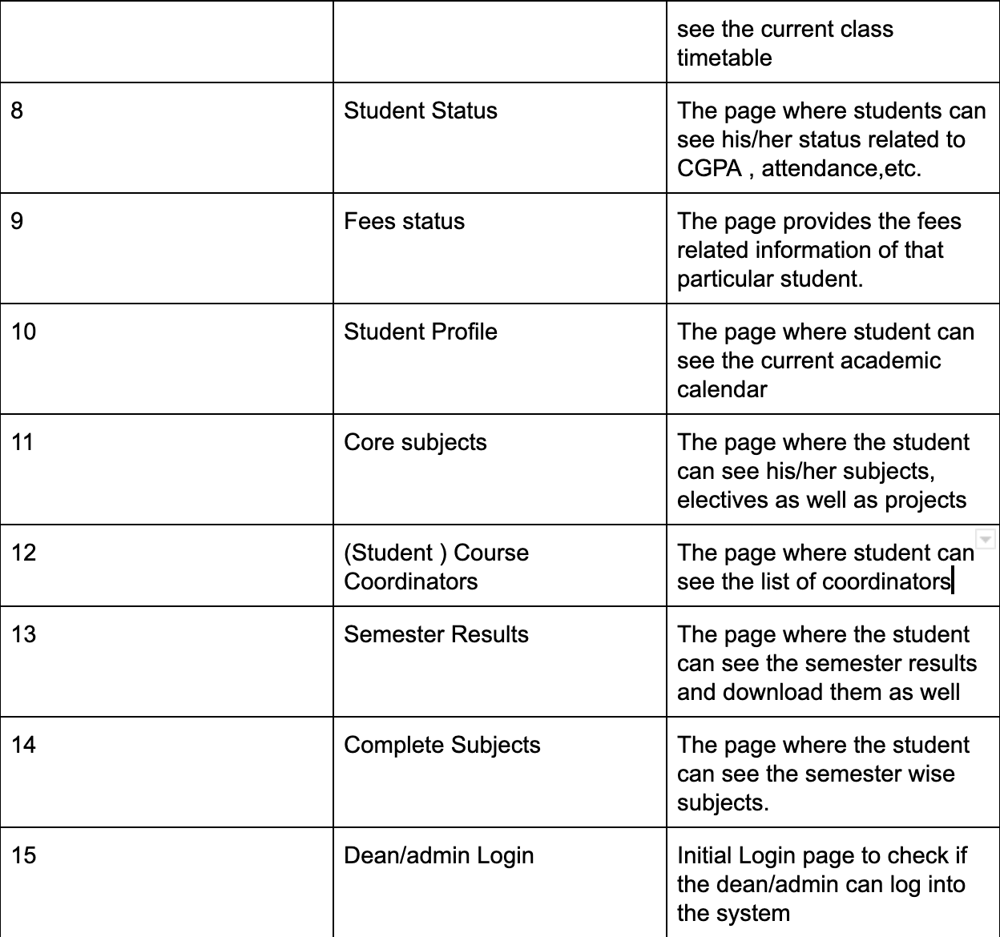 see the current class
timetable
8
Student Status
The page where students can
see his/her status related to
CGPA , attendance,etc.
9
Fees status
The page provides the fees
related information of that
particular student.
10
Student Profile
The page where student can
see the current academic
calendar
11
Core subjects
The page where the student
can see his/her subjects,
electives as well as projects
12
(Student ) Course
Coordinators
The page where student can
see the list of coordinators
13
Semester Results
The page where the student
can see the semester results
and download them as well
14
Complete Subjects
The page where the student
can see the semester wise
subjects.
15
Dean/admin Login
Initial Login page to check if
the dean/admin can log into
the system